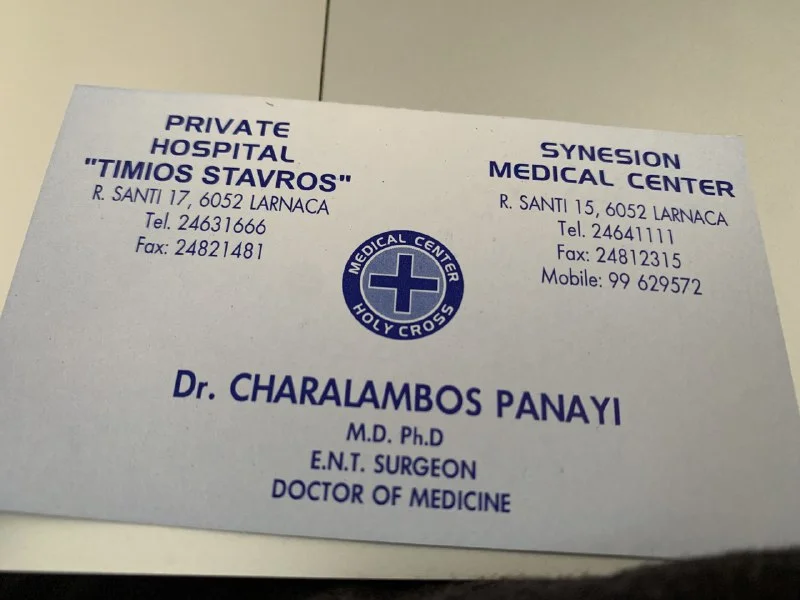 PRIVATE
HOSPITAL
"TIMIOS STAVROS"
R. SANTI 17, 6052 LARNACA
Tel. 24631666
Fax: 24821481
SYNESION
MEDICAL CENTER
R. SANTI 15, 6052 LARNACA
Tel. 24641111
Fax: 24812315
Mobile: 99 629572
MEDICAL CENTER
HOLY CROSS
Dr. CHARALAMBOS PANAYI
M.D. Ph.D
E.N.T. SURGEON
DOCTOR OF MEDICINE